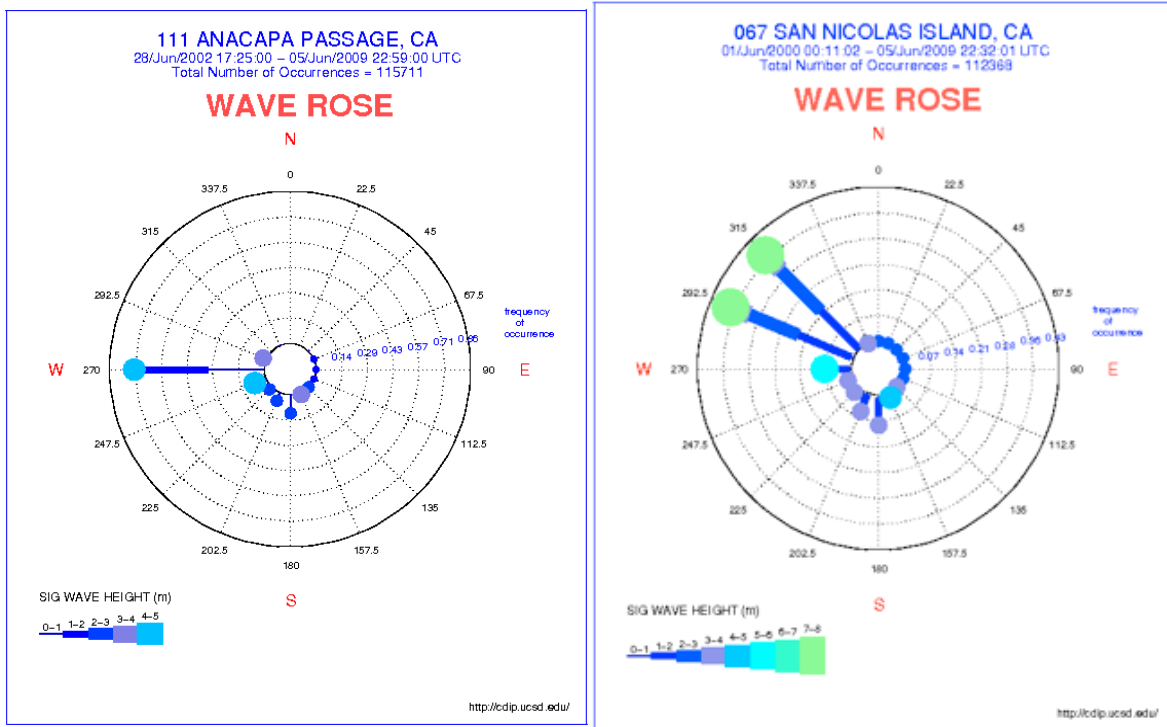 111 ANACAPA PASSAGE, CA
28/Jun/2002 17:25:00 – 05/Jun/2009 22:59:00 UTC
Total Number of Occurrences = 115711
WAVE ROSE
N
0
337.5
22.5
315
45
292.5
67.5
frequency
of
occurrence
0.14 0.29 0.43 0.57 0.71
W
270
90
E
247.5
112.5
225
135
202.5
157.5
180
S
SIG WAVE HEIGHT (m)
0–1 1–2 2–3 3–4 4–5
http://cdip.ucsd.edu/
067 SAN NICOLAS ISLAND, CA
01/Jun/2000 00:11:02 – 05/Jun/2009 22:32:01 UTC
Total Number of Occurrences = 112368
WAVE ROSE
N
0
337.5
22.5
315
45
292.5
67.5
frequency
of
occurrence
0.07 0.14 0.21 0.28
W
270
90
E
247.5
112.5
225
135
202.5
157.5
180
S
SIG WAVE HEIGHT (m)
0–1 1–2 2–3 3–4 4–5 5–6 6–7 7–8
http://cdip.ucsd.edu/